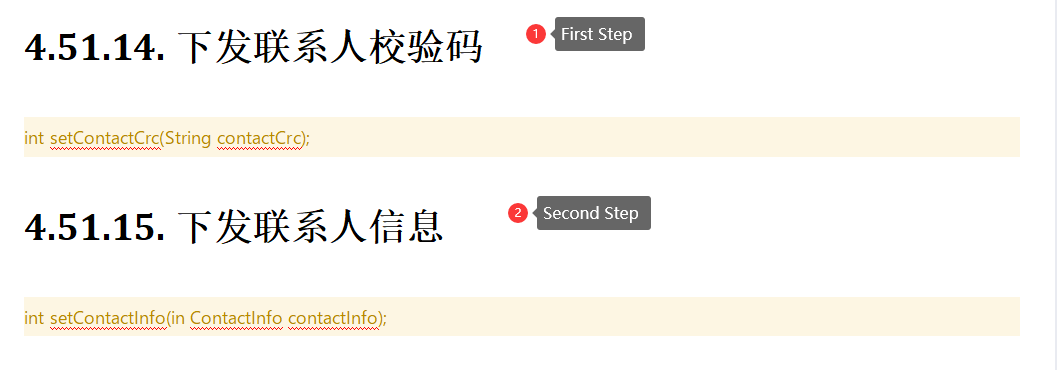 4.51.14. 下发联系人校验码
1 First Step
int setContactCrc(String contactCrc);
4.51.15. 下发联系人信息
2 Second Step
int setContactInfo(in ContactInfo contactInfo);